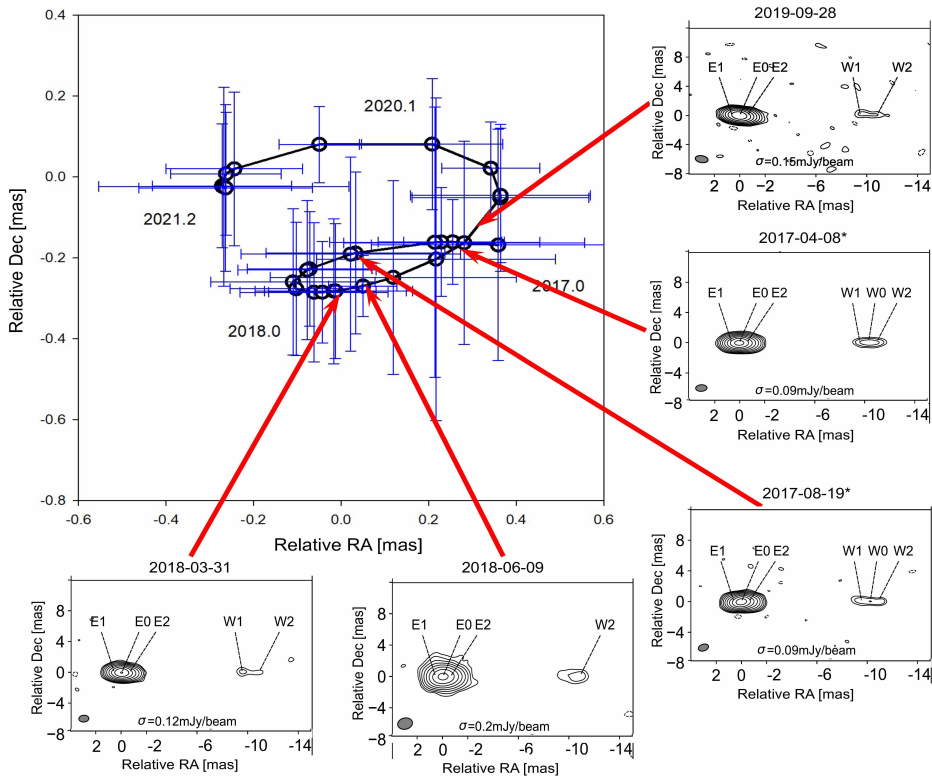 0.4
0.2
0.0
-0.2
-0.4
-0.6
-0.8
Relative Dec [mas]
-0.6
-0.4
-0.2
0.0
0.2
0.4
0.6
Relative RA [mas]
2020.1
2021.2
2018.0
2017.0
2019-09-28
Relative Dec [mas]
8
4
0
−4
−8
E1 E0 E2 W1 W2
σ=0.15mJy/beam
2 0 -2 -6 -10 -14
Relative RA [mas]
2017-04-08*
Relative Dec [mas]
8
4
0
−4
−8
E1 E0 E2 W1 W0 W2
σ=0.09mJy/beam
2 0 -2 -6 -10 -14
Relative RA [mas]
2017-08-19*
Relative Dec [mas]
8
4
0
−4
−8
E1 E0 E2 W1 W0 W2
σ=0.09mJy/beam
2 0 -2 -6 -10 -14
Relative RA [mas]
2018-03-31
Relative Dec [mas]
8
4
0
−4
−8
E1 E0 E2 W1 W2
σ=0.12mJy/beam
2 0 -2 -6 -10 -14
Relative RA [mas]
2018-06-09
Relative Dec [mas]
8
4
0
−4
−8
E1 E0 E2 W2
σ=0.2mJy/beam
2 0 -2 -6 -10 -14
Relative RA [mas]